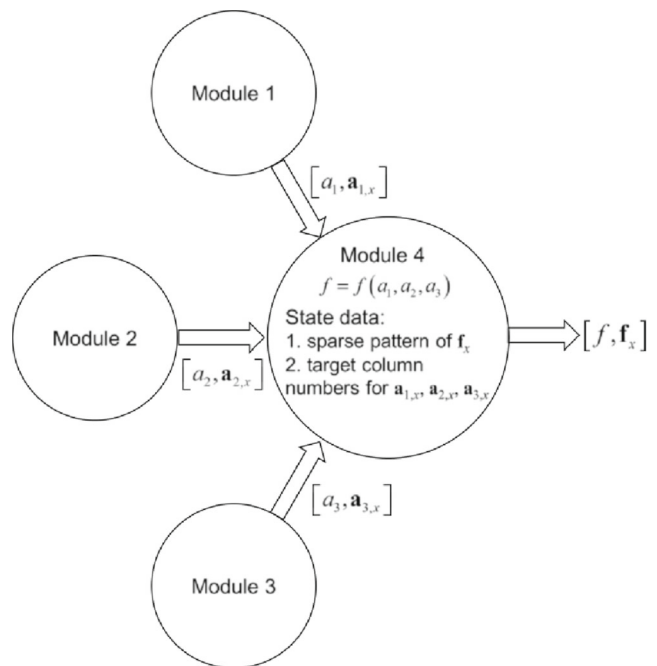 Module 1
[a₁, 𝐚₁,ₓ]
Module 4
f = f(a₁, a₂, a₃)
State data:
1. sparse pattern of 𝐟ₓ
2. target column
numbers for 𝐚₁,ₓ, 𝐚₂,ₓ, 𝐚₃,ₓ
Module 2
[a₂, 𝐚₂,ₓ]
[f, 𝐟ₓ]
[a₃, 𝐚₃,ₓ]
Module 3